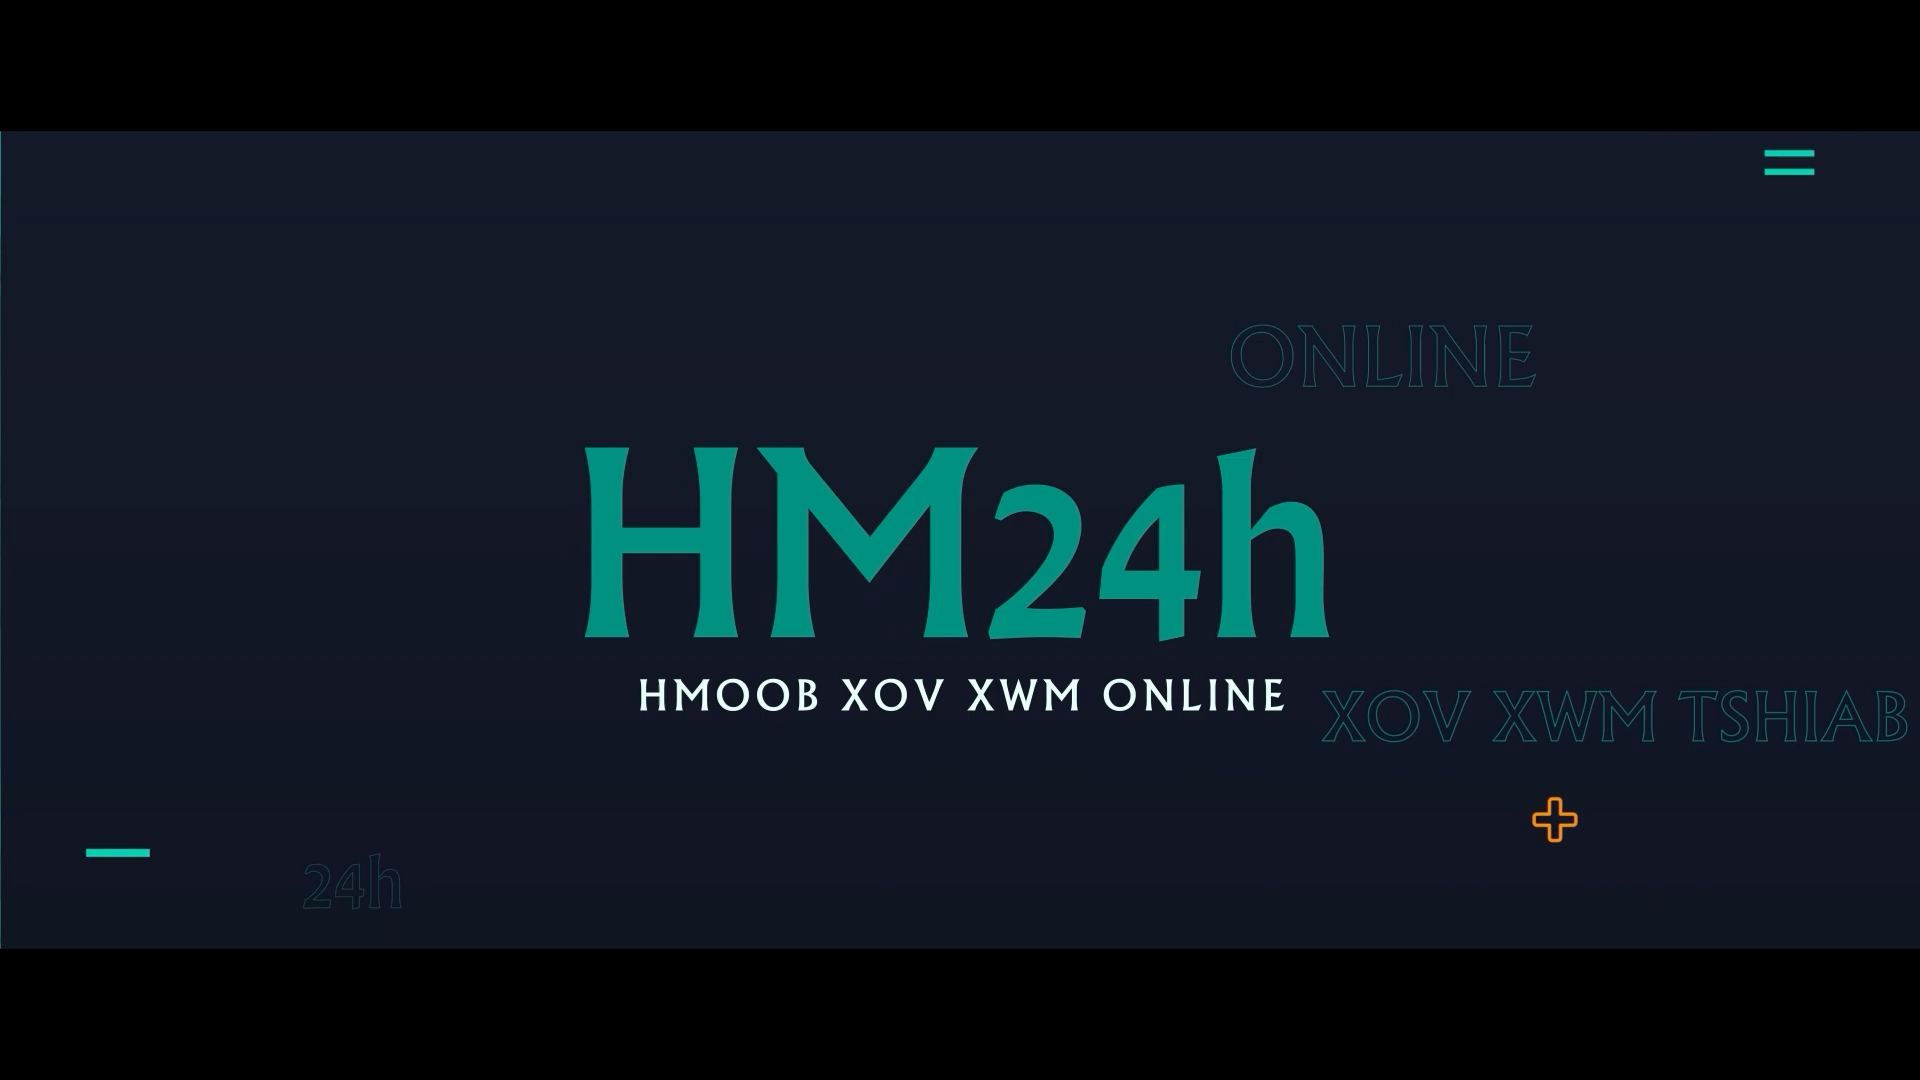 ONLINE
HM24h
HMOOB XOV XWM ONLINE
XOV XWM TSHIAB
24h